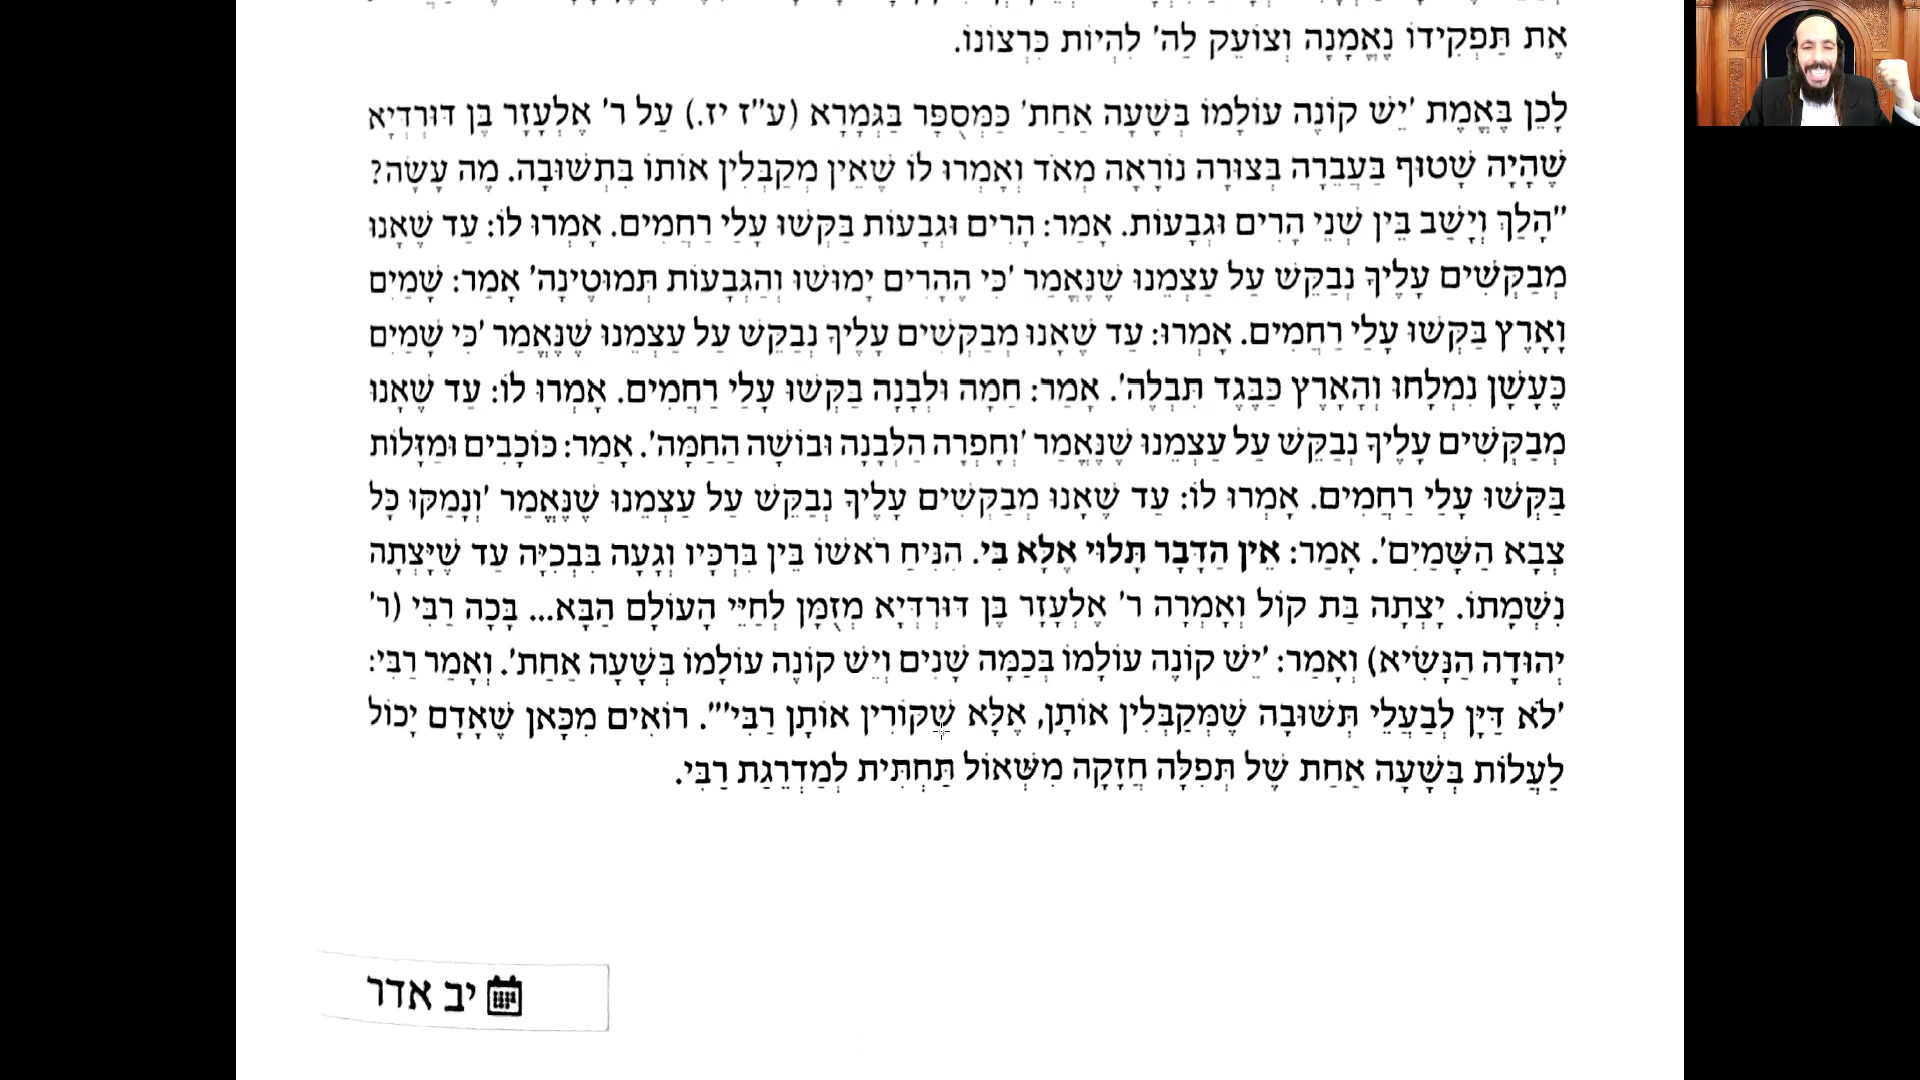 אֶת תַּפְקִידוֹ נֶאֱמָנָה וְצוֹעֵק לַה' לִהְיוֹת כִּרְצוֹנוֹ.
לָכֵן בֶּאֱמֶת 'יֵשׁ קוֹנֶה עוֹלָמוֹ בְּשָׁעָה אַחַת' כַּמְּסֻפָּר בַּגְּמָרָא (ע"ז יז.) עַל ר' אֶלְעָזָר בֶּן דּוּרְדְּיָא
שֶׁהָיָה שָׁטוּף בַּעֲבֵרָה בְּצוּרָה נוֹרָאָה מְאֹד וְאָמְרוּ לוֹ שֶׁאֵין מְקַבְּלִין אוֹתוֹ בִּתְשׁוּבָה. מֶה עָשָׂה?
"הָלַךְ וְיָשַׁב בֵּין שְׁנֵי הָרִים וּגְבָעוֹת. אָמַר: הָרִים וּגְבָעוֹת בַּקְּשׁוּ עָלַי רַחֲמִים. אָמְרוּ לוֹ: עַד שֶׁאָנוּ
מְבַקְּשִׁים עָלֶיךָ נְבַקֵּשׁ עַל עַצְמֵנוּ שֶׁנֶּאֱמַר 'כִּי הֶהָרִים יָמוּשׁוּ וְהַגְּבָעוֹת תְּמוּטֶינָה' אָמַר: שָׁמַיִם
וָאָרֶץ בַּקְּשׁוּ עָלַי רַחֲמִים. אָמְרוּ: עַד שֶׁאָנוּ מְבַקְשִׁים עָלֶיךָ נְבַקֵּשׁ עַל עַצְמֵנוּ שֶׁנֶּאֱמַר 'כִּי שָׁמַיִם
כֶּעָשָׁן נִמְלָחוּ וְהָאָרֶץ כַּבֶּגֶד תִּבְלֶה'. אָמַר: חַמָּה וּלְבָנָה בַּקְּשׁוּ עָלַי רַחֲמִים. אָמְרוּ לוֹ: עַד שֶׁאָנוּ
מְבַקְּשִׁים עָלֶיךָ נְבַקֵּשׁ עַל עַצְמֵנוּ שֶׁנֶּאֱמַר 'וְחָפְרָה הַלְּבָנָה וּבוֹשָׁה הַחַמָּה'. אָמַר: כּוֹכָבִים וּמַזָּלוֹת
בַּקְּשׁוּ עָלַי רַחֲמִים. אָמְרוּ לוֹ: עַד שֶׁאָנוּ מְבַקְשִׁים עָלֶיךָ נְבַקֵּשׁ עַל עַצְמֵנוּ שֶׁנֶּאֱמַר 'וְנָמַקּוּ כָּל
צְבָא הַשָּׁמַיִם'. אָמַר: אֵין הַדָּבָר תָּלוּי אֶלָּא בִּי. הִנִּיחַ רֹאשׁוֹ בֵּין בִּרְכָּיו וְגָעָה בִּבְכִיָּה עַד שֶׁיָּצְתָה
נִשְׁמָתוֹ. יָצְתָה בַּת קוֹל וְאָמְרָה ר' אֶלְעָזָר בֶּן דּוּרְדְּיָא מְזֻמָּן לְחַיֵּי הָעוֹלָם הַבָּא... בָּכָה רַבִּי (ר'
יְהוּדָה הַנָּשִׂיא) וְאָמַר: 'יֵשׁ קוֹנֶה עוֹלָמוֹ בְּכַמָּה שָׁנִים וְיֵשׁ קוֹנֶה עוֹלָמוֹ בְּשָׁעָה אַחַת'. וְאָמַר רַבִּי:
'לֹא דַּיָּן לְבַעֲלֵי תְּשׁוּבָה שֶׁמְּקַבְּלִין אוֹתָן, אֶלָּא שֶׁקּוֹרִין אוֹתָן רַבִּי'". רוֹאִים מִכָּאן שֶׁאָדָם יָכוֹל
לַעֲלוֹת בְּשָׁעָה אַחַת שֶׁל תְּפִלָּה חֲזָקָה מִשְּׁאוֹל תַּחְתִּית לְמַדְרֵגַת רַבִּי.
יב אדר